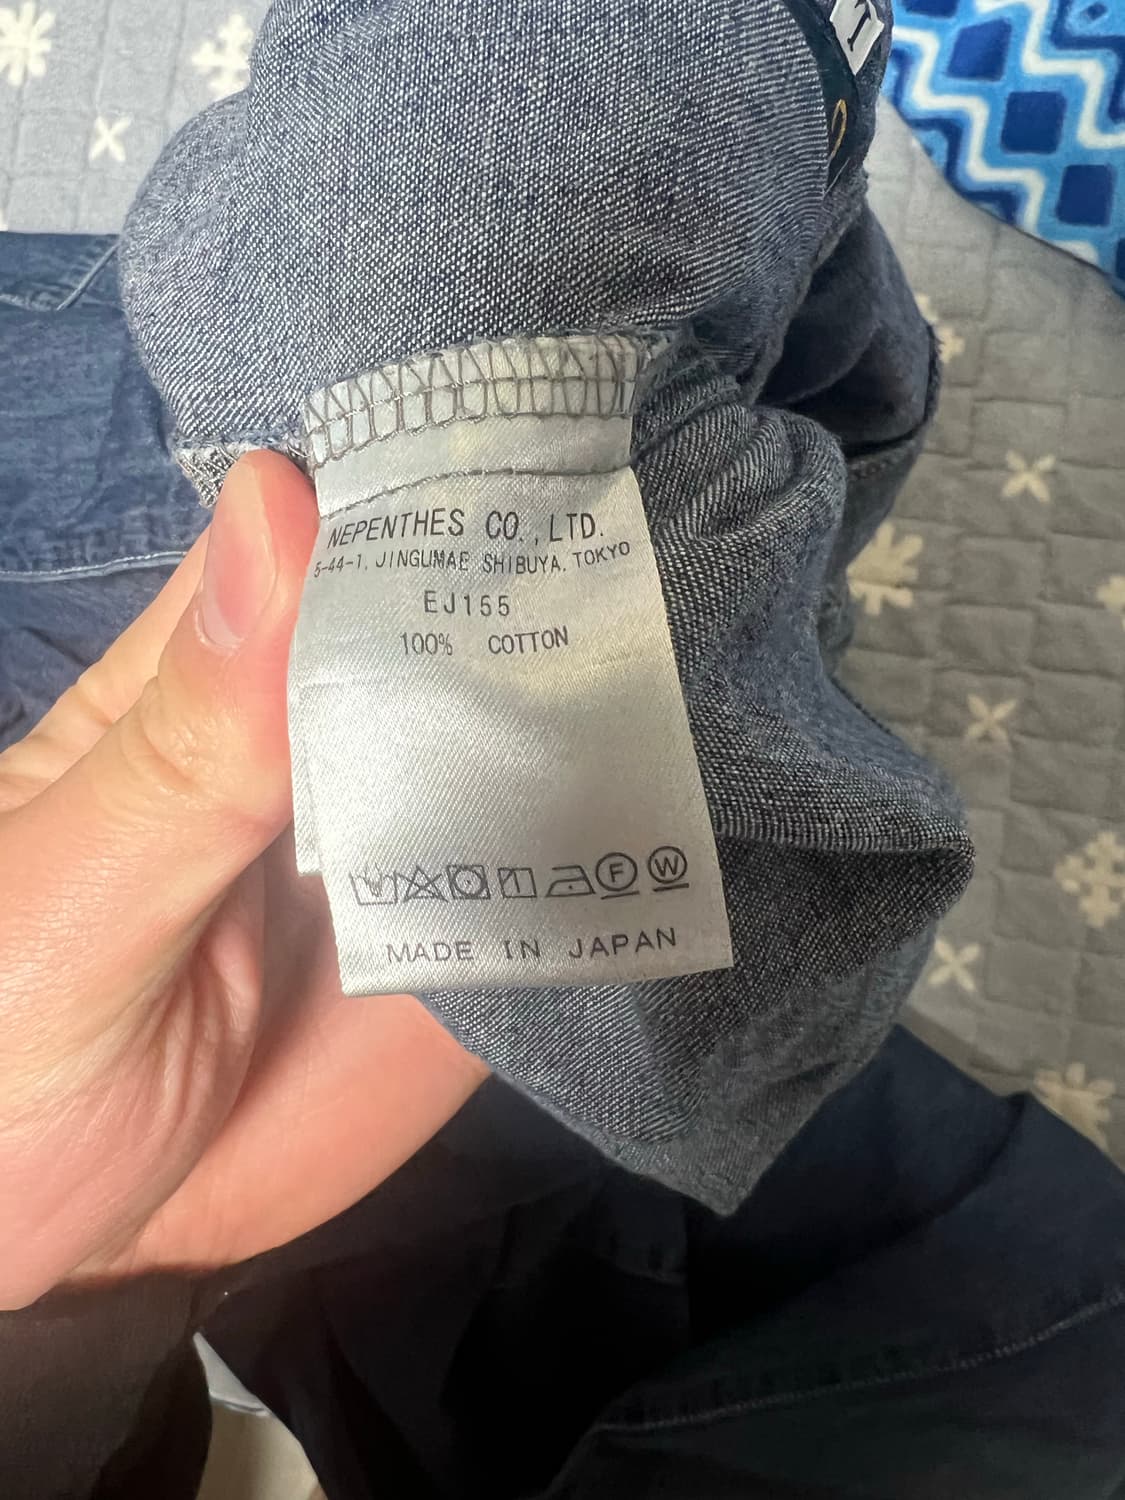 NEPENTHES CO.,LTD.
5-44-1, JINGUMAE SHIBUYA, TOKYO
EJ155
100% COTTON
F W
MADE IN JAPAN